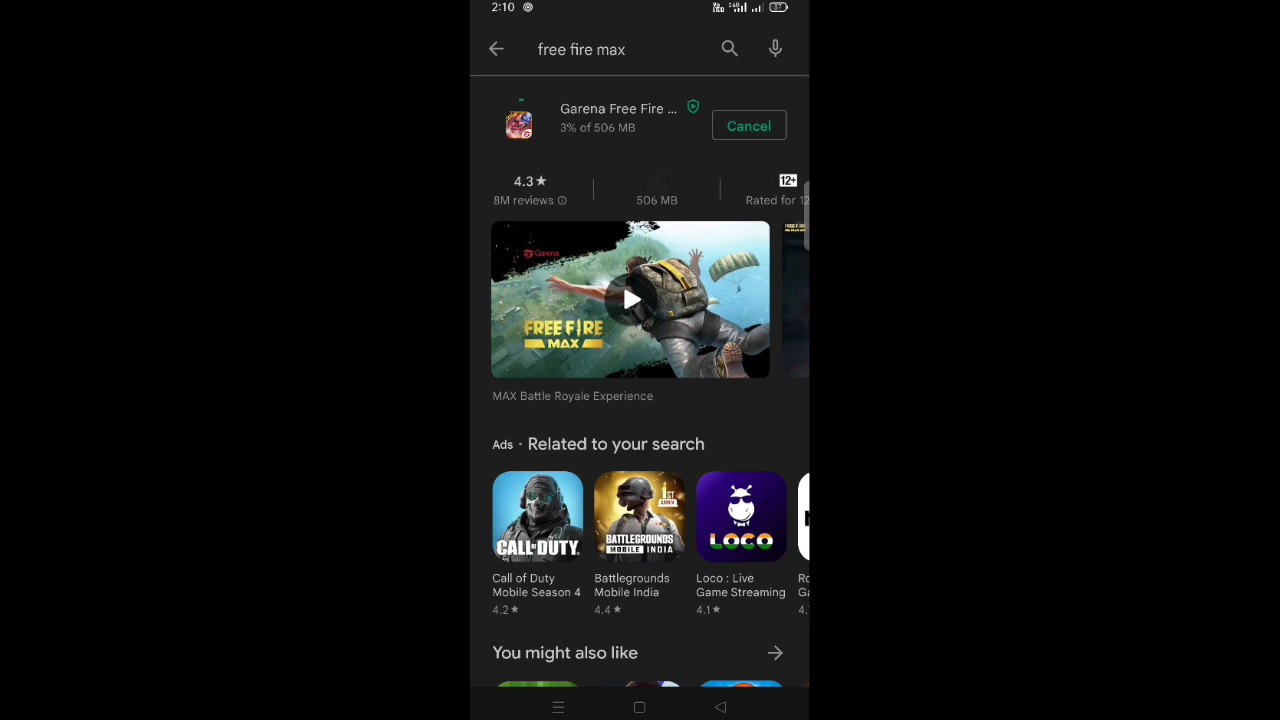 2:10
37
free fire max
Garena Free Fire ...
3% of 506 MB
Cancel
4.3★
8M reviews
506 MB
12+
Rated for 12
Garena
FREE FIRE
MAX
MAX Battle Royale Experience
Ads · Related to your search
CALL OF DUTY
1ST
BATTLEGROUNDS
MOBILE INDIA
LOCO
Call of Duty
Mobile Season 4
4.2★
Battlegrounds
Mobile India
4.4★
Loco : Live
Game Streaming
4.1★
You might also like